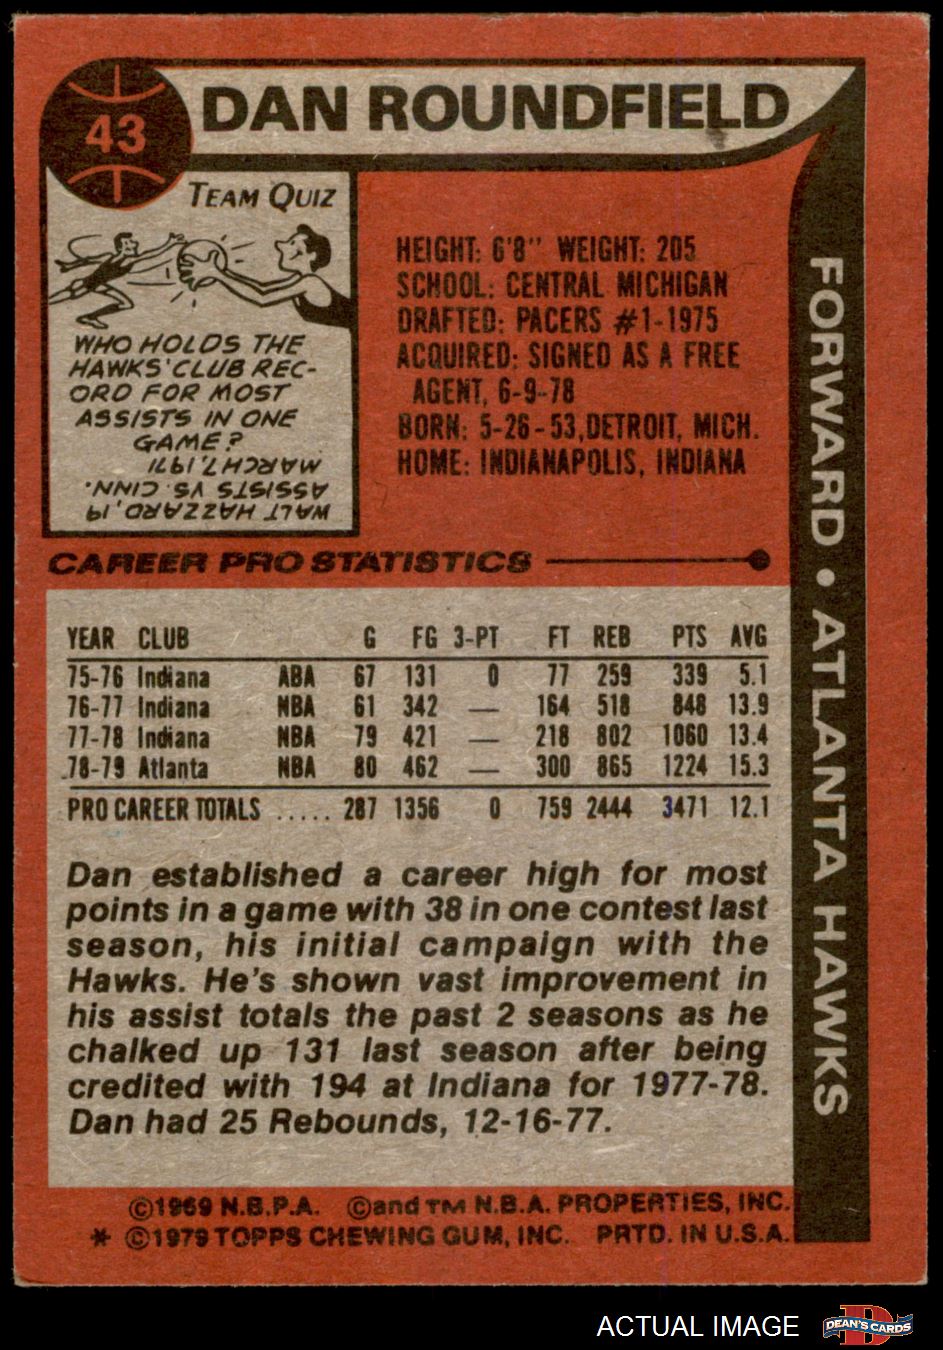 43
DAN ROUNDFIELD
TEAM QUIZ
WHO HOLDS THE
HAWKS' CLUB REC-
ORD FOR MOST
ASSISTS IN ONE
GAME?
WALT HAZZARD, 19
ASSISTS VS. CINN.
MARCH 7, 1971
HEIGHT: 6'8" WEIGHT: 205
SCHOOL: CENTRAL MICHIGAN
DRAFTED: PACERS #1-1975
ACQUIRED: SIGNED AS A FREE
AGENT, 6-9-78
BORN: 5-26-53, DETROIT, MICH.
HOME: INDIANAPOLIS, INDIANA
FORWARD • ATLANTA HAWKS
CAREER PRO STATISTICS
YEAR CLUB G FG 3-PT FT REB PTS AVG
75-76 Indiana ABA 67 131 0 77 259 339 5.1
76-77 Indiana NBA 61 342 — 164 518 848 13.9
77-78 Indiana NBA 79 421 — 218 802 1060 13.4
78-79 Atlanta NBA 80 462 — 300 865 1224 15.3
PRO CAREER TOTALS ..... 287 1356 0 759 2444 3471 12.1
Dan established a career high for most
points in a game with 38 in one contest last
season, his initial campaign with the
Hawks. He's shown vast improvement in
his assist totals the past 2 seasons as he
chalked up 131 last season after being
credited with 194 at Indiana for 1977-78.
Dan had 25 Rebounds, 12-16-77.
©1969 N.B.P.A. ©and TM N.B.A. PROPERTIES, INC.
* ©1979 TOPPS CHEWING GUM, INC. PRTD. IN U.S.A.
ACTUAL IMAGE
D
DEAN'S CARDS